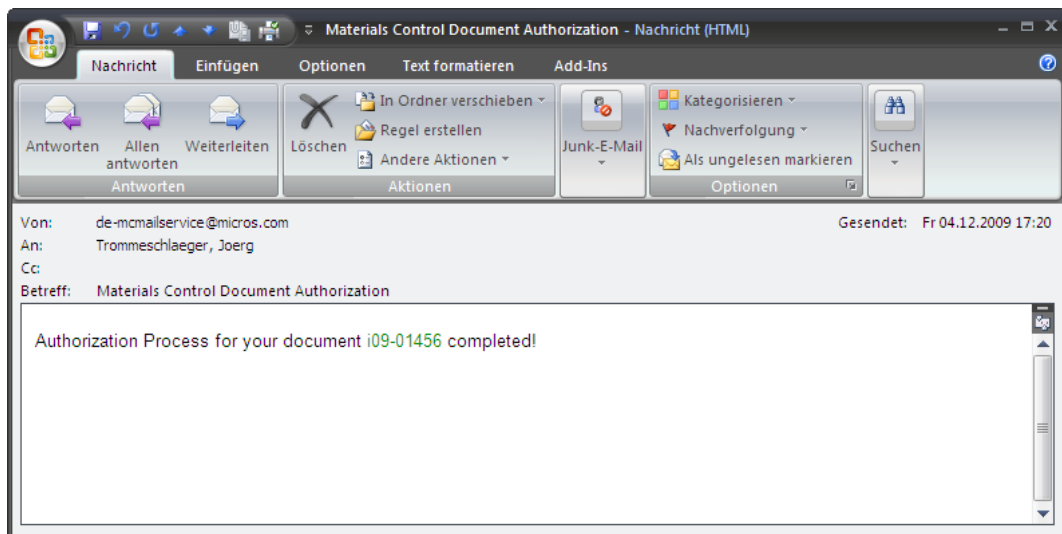 Materials Control Document Authorization - Nachricht (HTML)
Nachricht Einfügen Optionen Text formatieren Add-Ins
Antworten
Allen antworten
Weiterleiten
Antworten
Löschen
In Ordner verschieben
Regel erstellen
Andere Aktionen
Aktionen
Junk-E-Mail
Kategorisieren
Nachverfolgung
Als ungelesen markieren
Optionen
Suchen
Von: de-mcmailservice@micros.com Gesendet: Fr 04.12.2009 17:20
An: Trommeschlaeger, Joerg
Cc:
Betreff: Materials Control Document Authorization
Authorization Process for your document i09-01456 completed!